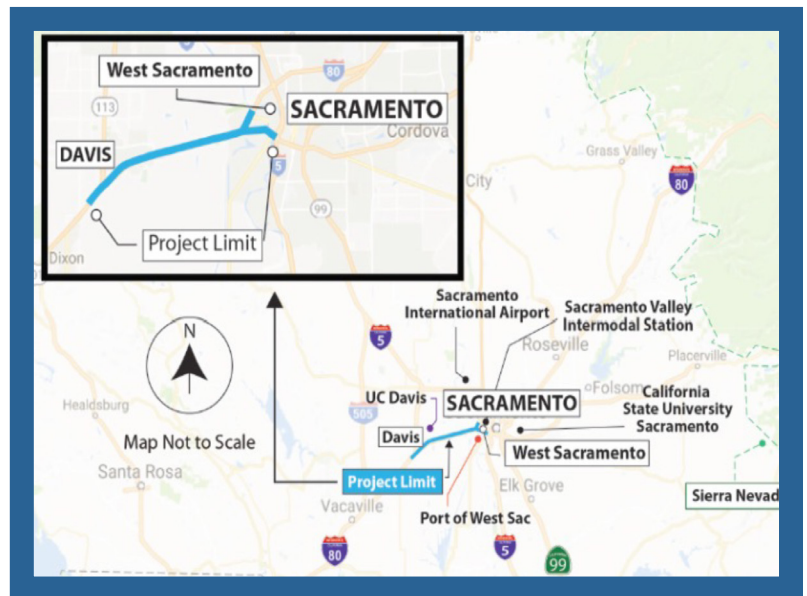 West Sacramento
80
113
SACRAMENTO
Cordova
DAVIS
5
99
Project Limit
Dixon
Grass Valley
80
City
N
Map Not to Scale
Sacramento
International Airport
Sacramento Valley
Intermodal Station
5
Roseville
Placerville
Healdsburg
505
UC Davis
SACRAMENTO
Folsom
California
State University
Sacramento
Davis
West Sacramento
Santa Rosa
Project Limit
Elk Grove
Sierra Nevad
Vacaville
Port of West Sac
80
5
99